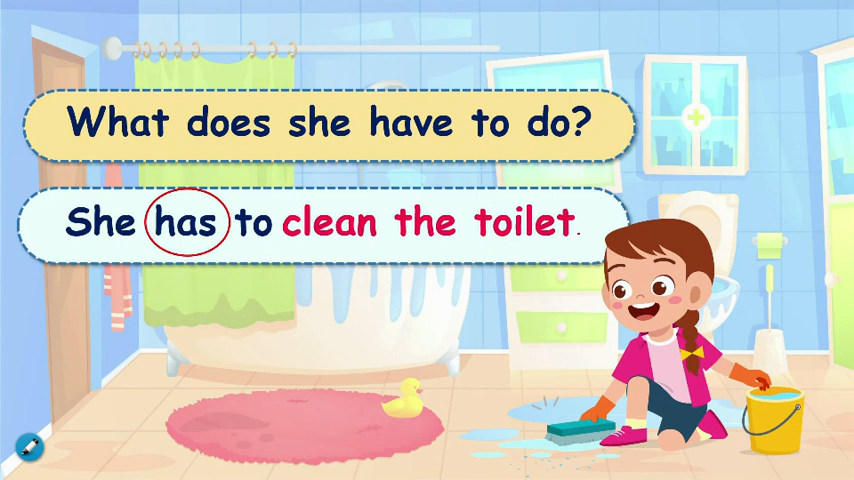 What does she have to do?
She has to clean the toilet.